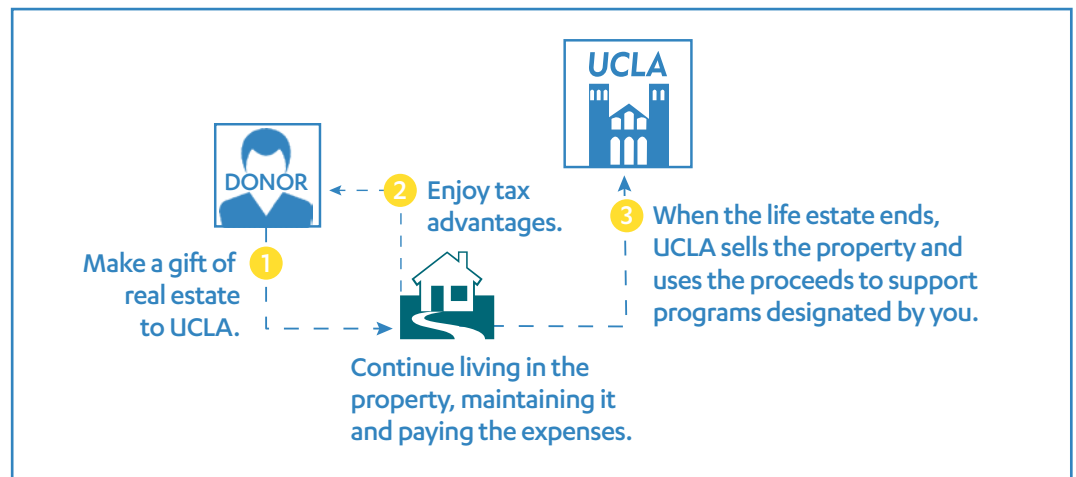 UCLA
DONOR
1
Make a gift of
real estate
to UCLA.
2
Enjoy tax
advantages.
Continue living in the
property, maintaining it
and paying the expenses.
3
When the life estate ends,
UCLA sells the property and
uses the proceeds to support
programs designated by you.